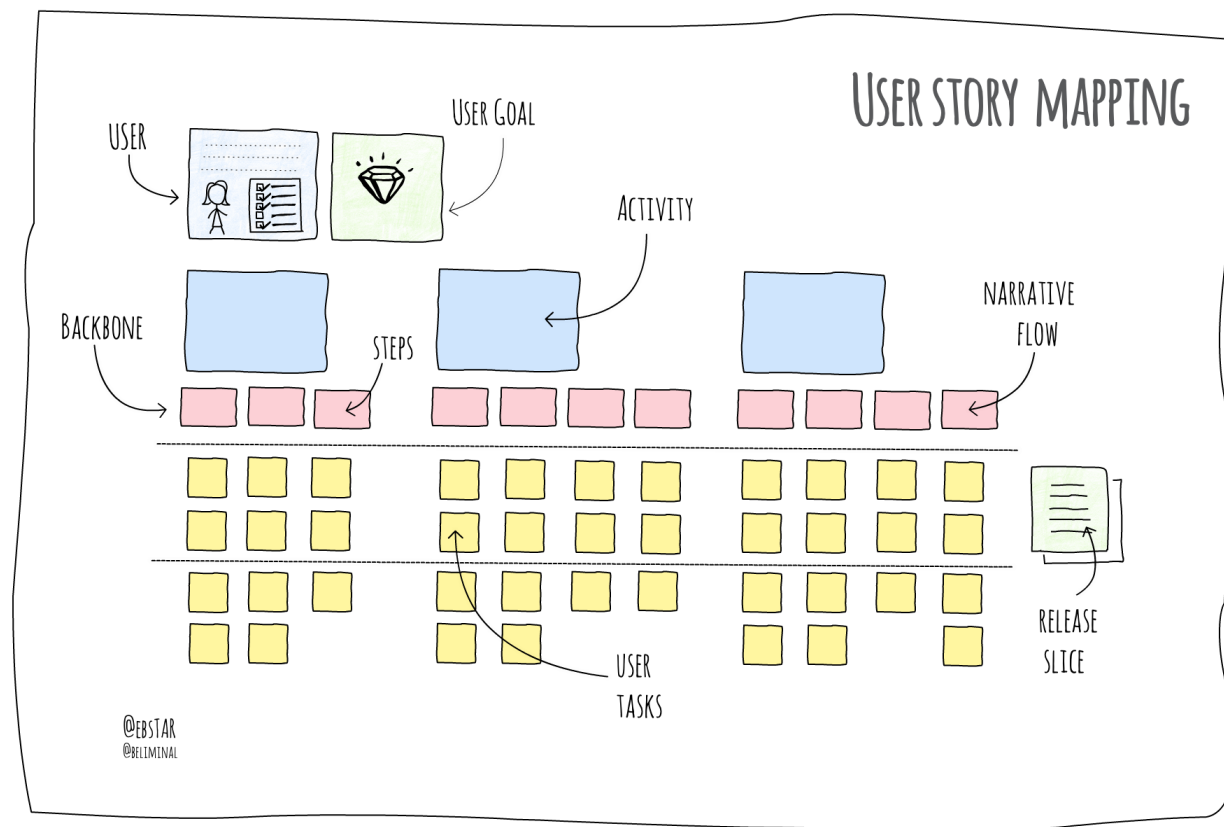 USER STORY MAPPING
USER
USER GOAL
ACTIVITY
NARRATIVE
FLOW
BACKBONE
STEPS
RELEASE
SLICE
USER
TASKS
@EBSTAR
@BELIMINAL